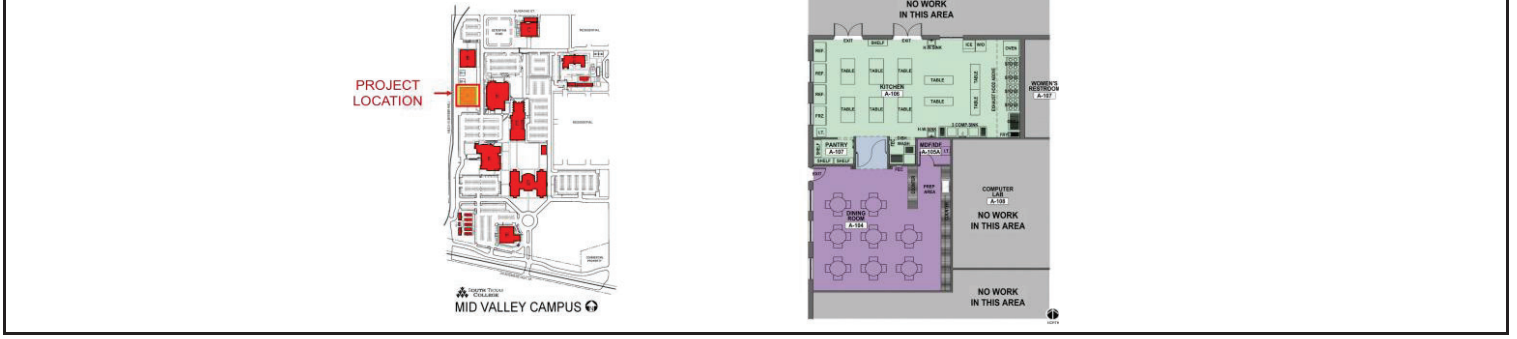 PROJECT
LOCATION
SOUTH TEXAS
COLLEGE
MID VALLEY CAMPUS
NO WORK
IN THIS AREA
EXIT
SHELF
EXIT
ICE
OVEN
REF.
REF.
REF.
FRZ
TABLE
TABLE
TABLE
TABLE
TABLE
TABLE
TABLE
TABLE
TABLE
TABLE
KITCHEN
A-106
EXHAUST HOOD ABOVE
WOMEN'S
RESTROOM
A-107
3 COMP. SINK
I.T.
PANTRY
A-107
SHELF
SHELF
SHELF
MDF/IDF
A-105A
I.T.
EXIT
PREP
AREA
DINING
ROOM
A-104
COMPUTER
LAB
A-108
NO WORK
IN THIS AREA
NO WORK
IN THIS AREA
NORTH